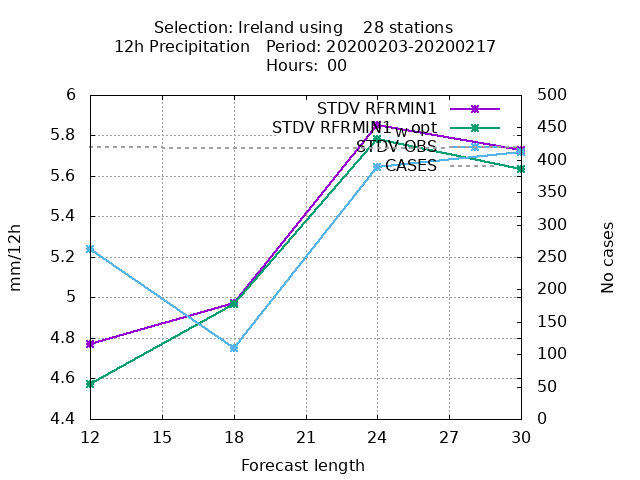 Selection: Ireland using    28 stations
12h Precipitation   Period: 20200203-20200217
Hours: 00
6
5.8
5.6
5.4
5.2
5
4.8
4.6
4.4
500
450
400
350
300
250
200
150
100
50
0
mm/12h
No cases
STDV RFRMIN1
STDV RFRMIN1_w_opt
STDV OBS
CASES
12 15 18 21 24 27 30
Forecast length